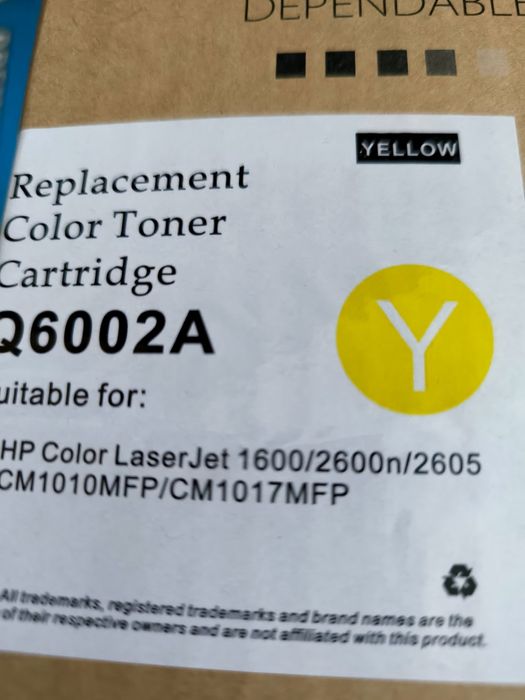 DEPENDABLE
YELLOW
Replacement
Color Toner
Cartridge
Q6002A
Y
uitable for:
HP Color LaserJet 1600/2600n/2605
CM1010MFP/CM1017MFP
All trademarks, registered trademarks and brand names are the
of their respective owners and are not affiliated with this product.